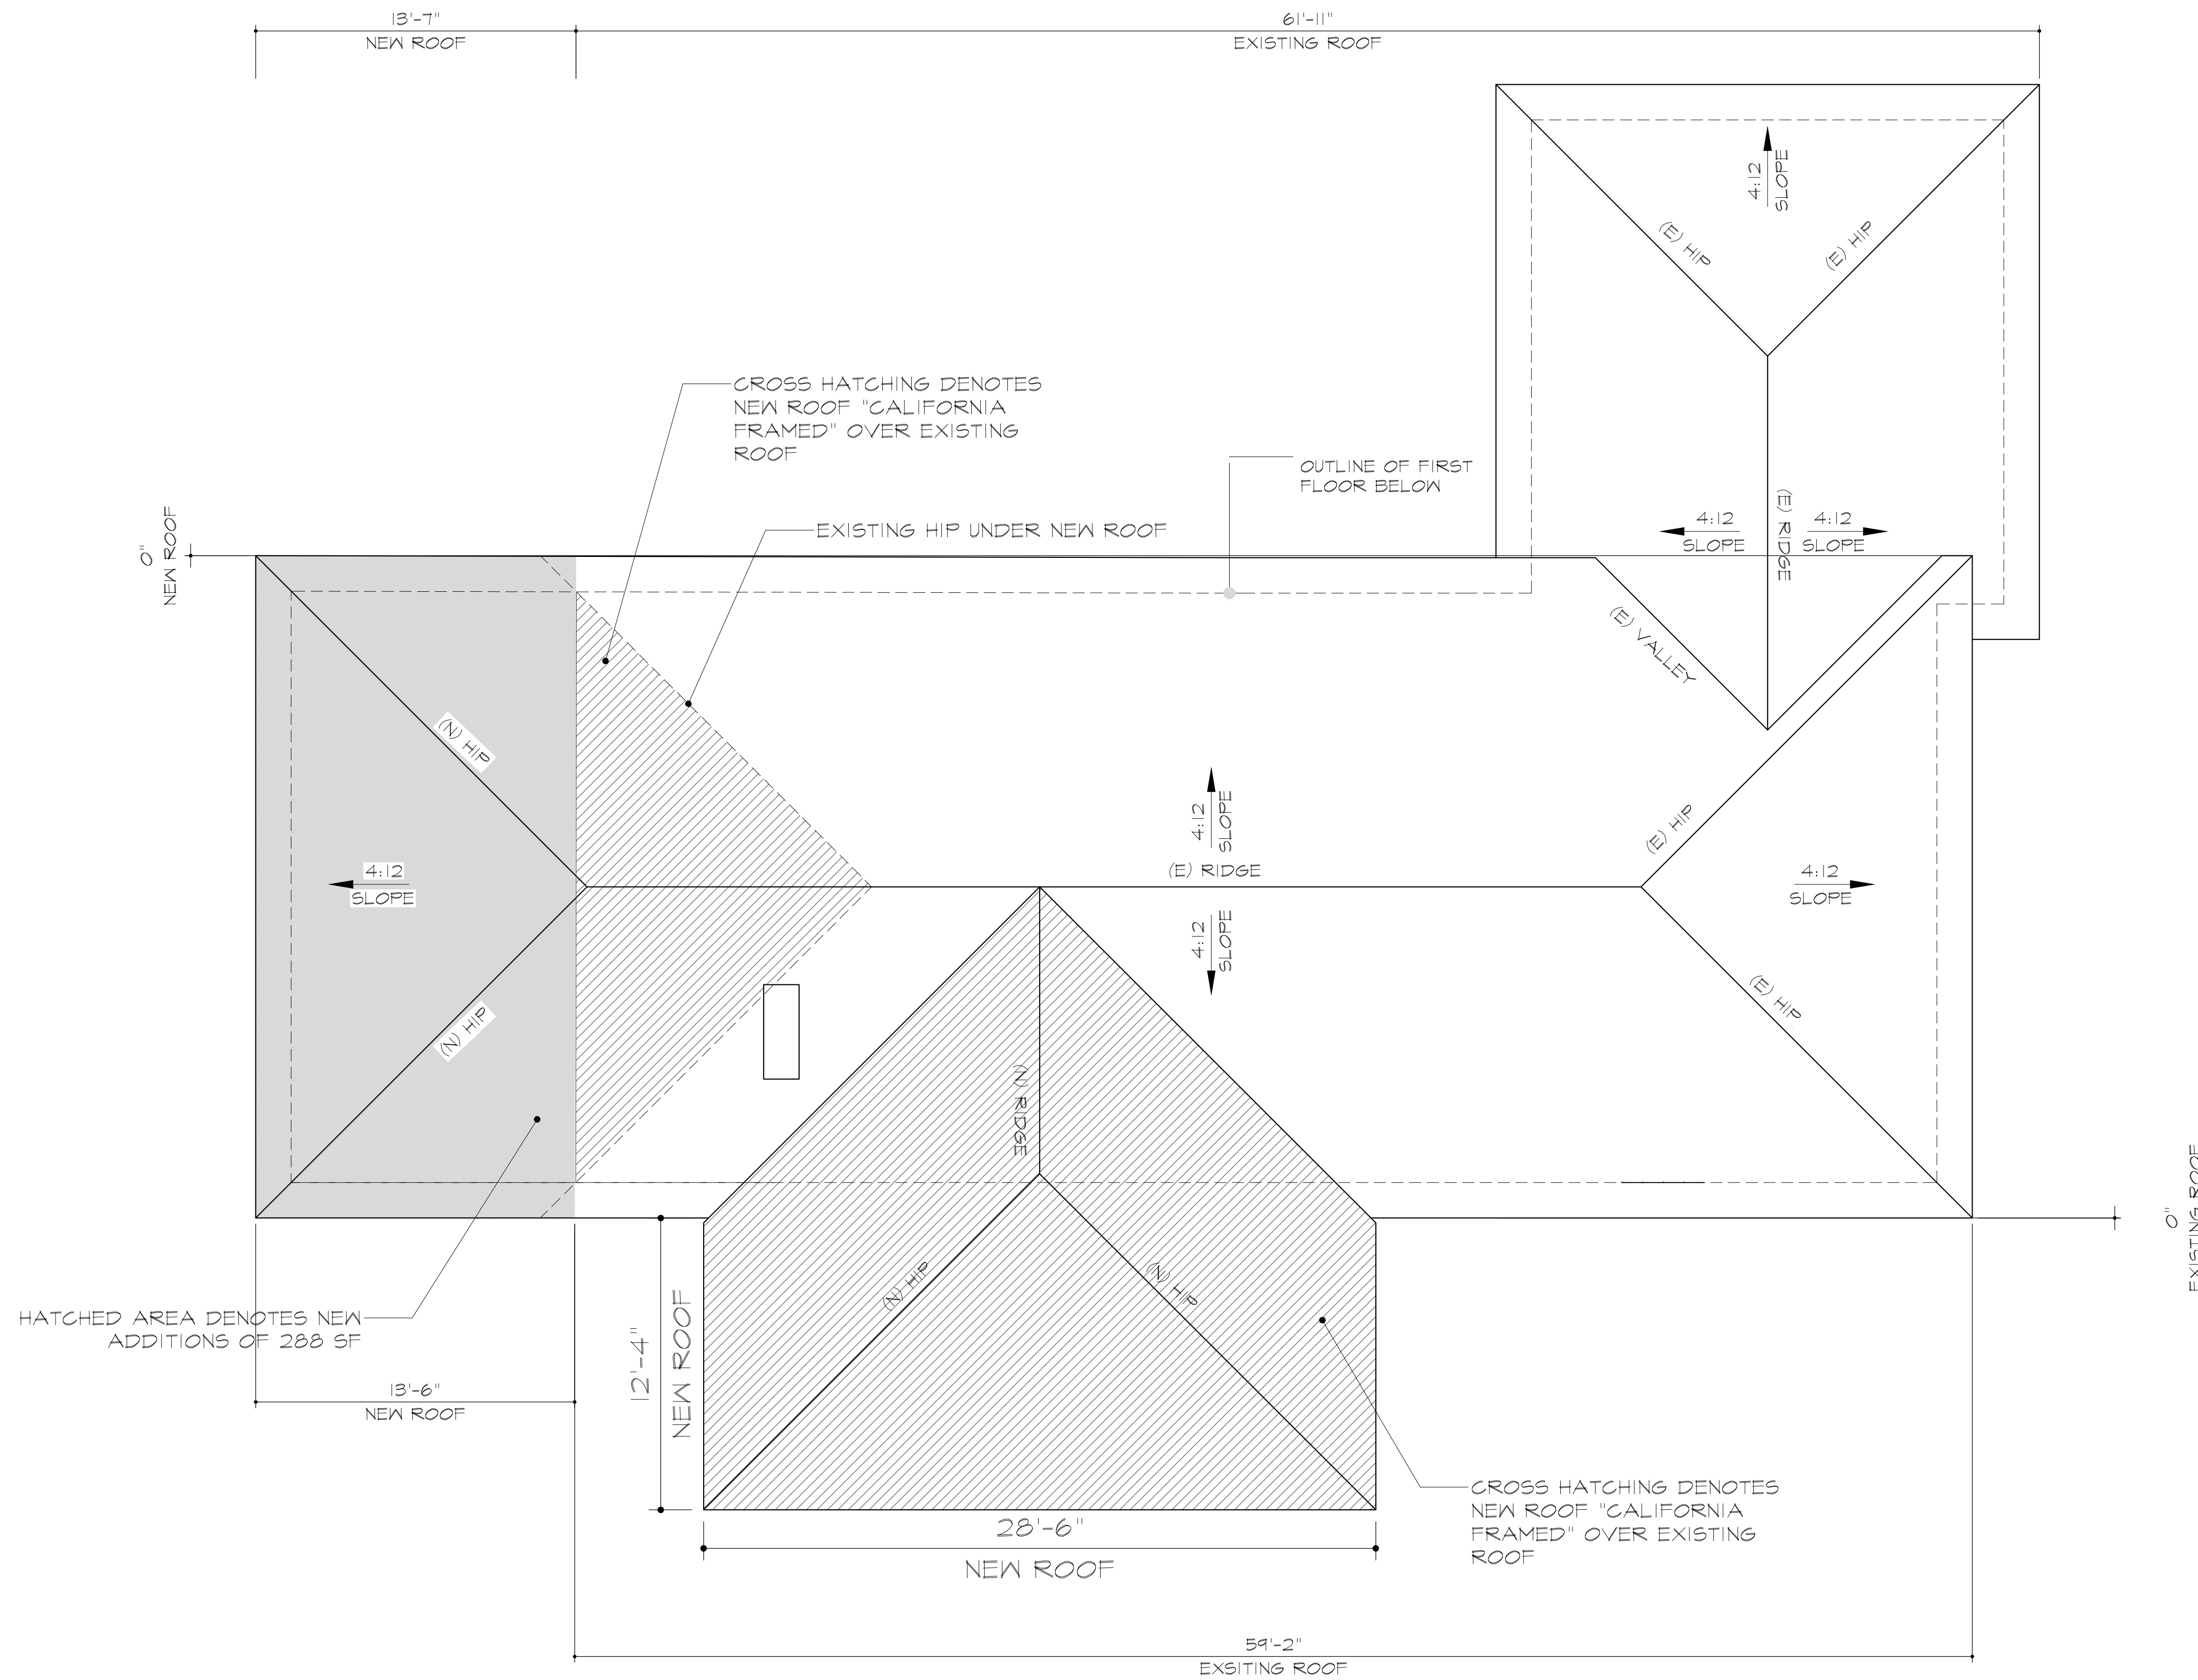 13'-7"
NEW ROOF
61'-11"
EXISTING ROOF
4:12
SLOPE
(E) HIP
(E) HIP
CROSS HATCHING DENOTES
NEW ROOF "CALIFORNIA
FRAMED" OVER EXISTING
ROOF
OUTLINE OF FIRST
FLOOR BELOW
EXISTING HIP UNDER NEW ROOF
0"
NEW ROOF
4:12
SLOPE
(E) RIDGE
4:12
SLOPE
(E) VALLEY
(N) HIP
4:12
SLOPE
(E) HIP
4:12
SLOPE
(E) RIDGE
4:12
SLOPE
4:12
SLOPE
(N) HIP
(E) HIP
(N) RIDGE
0"
EXISTING ROOF
(N) HIP
(N) HIP
HATCHED AREA DENOTES NEW
ADDITIONS OF 288 SF
12'-4"
NEW ROOF
13'-6"
NEW ROOF
CROSS HATCHING DENOTES
NEW ROOF "CALIFORNIA
FRAMED" OVER EXISTING
ROOF
28'-6"
NEW ROOF
59'-2"
EXSITING ROOF